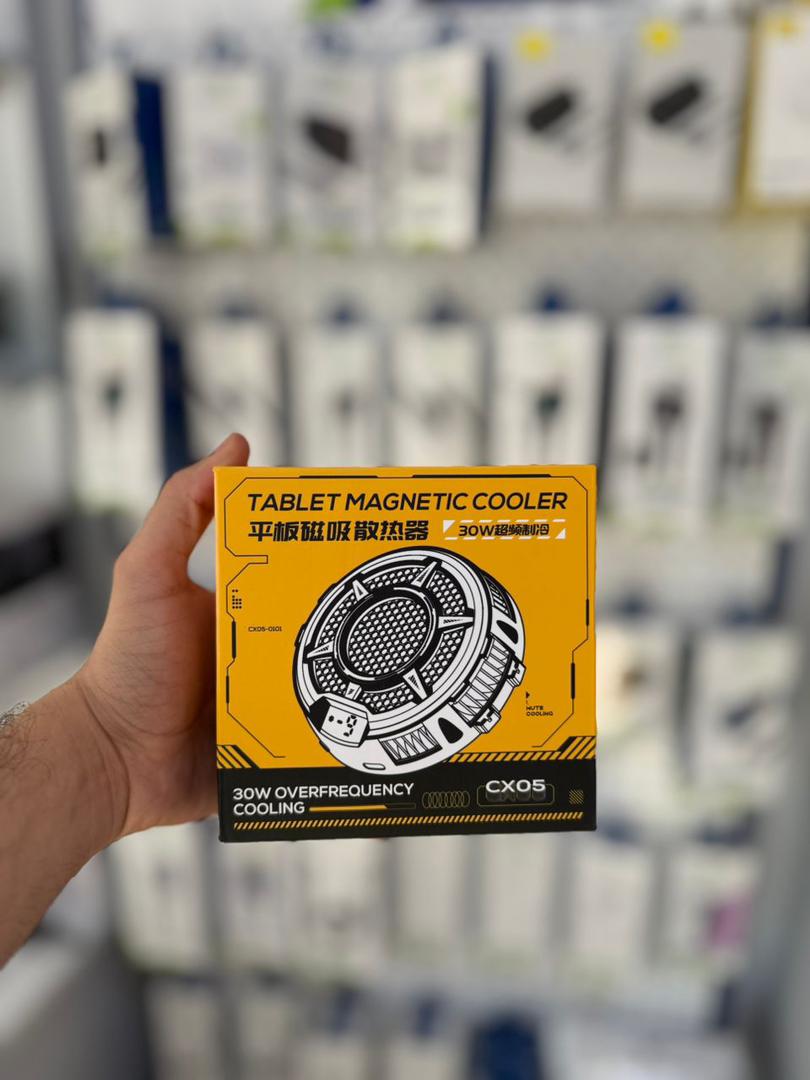 TABLET MAGNETIC COOLER
平板磁吸散热器 30W超频制冷
CX05-0101
-9
MUTE
COOLING
30W OVERFREQUENCY
COOLING
CX05